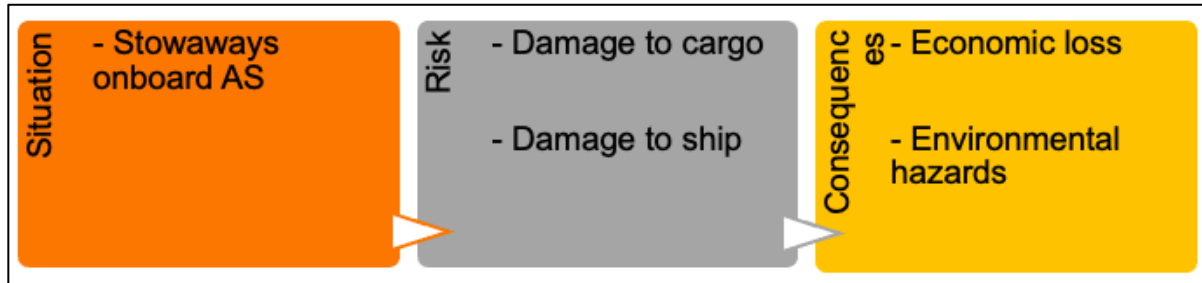 Situation
- Stowaways
onboard AS
Risk
- Damage to cargo
- Damage to ship
Consequenc
es
- Economic loss
- Environmental
hazards